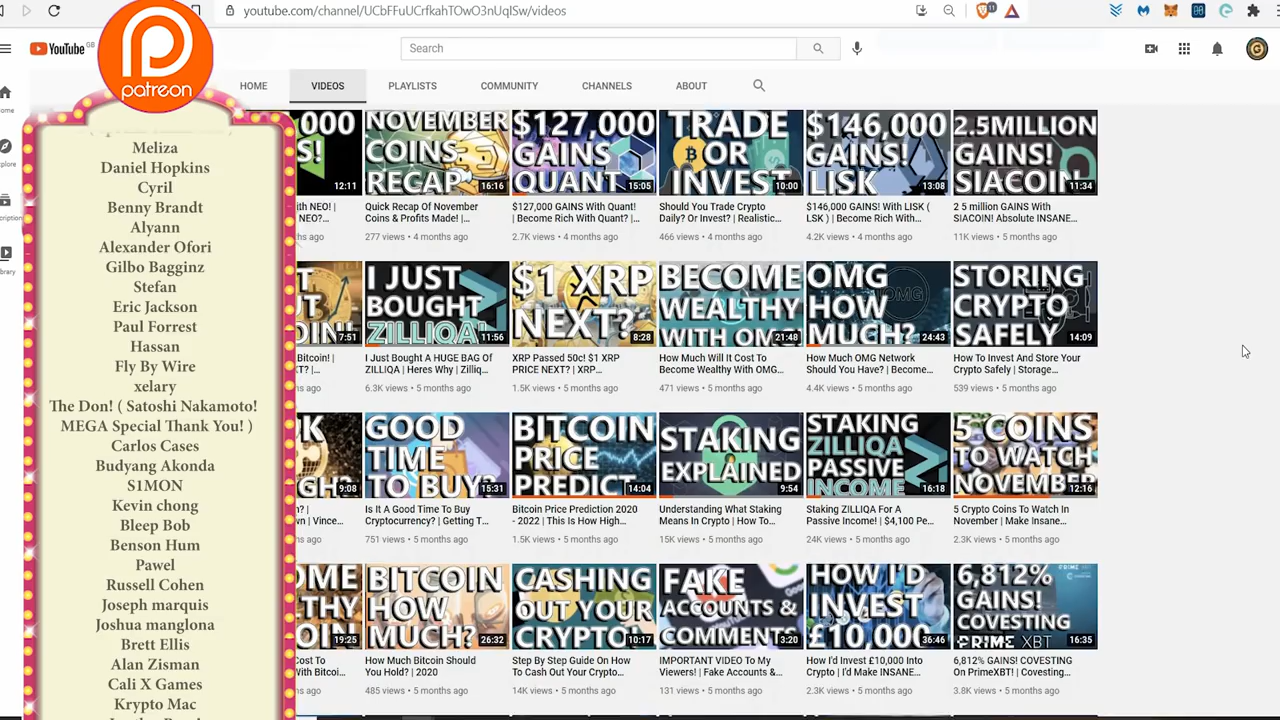 youtube.com/channel/UCbFFuUCrfkahTOwO3nUqISw/videos
YouTube GB
Search
patreon
HOME
VIDEOS
PLAYLISTS
COMMUNITY
CHANNELS
ABOUT
Meliza
Daniel Hopkins
Cyril
Benny Brandt
Alyann
Alexander Ofori
Gilbo Bagginz
Stefan
Eric Jackson
Paul Forrest
Hassan
Fly By Wire
xelary
The Don! ( Satoshi Nakamoto!
MEGA Special Thank You! )
Carlos Cases
Budyang Akonda
S1MON
Kevin chong
Bleep Bob
Benson Hum
Pawel
Russell Cohen
Joseph marquis
Joshua manglona
Brett Ellis
Alan Zisman
Cali X Games
Krypto Mac
12:11
NOVEMBER
COINS
RECAP
16:16
Quick Recap Of November
Coins & Profits Made! |...
277 views • 4 months ago
$127,000
GAINS
QUANT
15:05
$127,000 GAINS With Quant!
| Become Rich With Quant? |...
2.7K views • 4 months ago
TRADE
OR
INVEST
10:00
Should You Trade Crypto
Daily? Or Invest? | Realistic...
466 views • 4 months ago
$146,000
GAINS!
LISK
13:08
$146,000 GAINS! With LISK (
LSK ) | Become Rich With...
4.2K views • 4 months ago
2.5MILLION
GAINS!
SIACOIN
11:34
2 5 million GAINS With
SIACOIN! Absolute INSANE...
11K views • 5 months ago
7:51
I JUST
BOUGHT
ZILLIQA!
11:56
I Just Bought A HUGE BAG Of
ZILLIQA | Heres Why | Zilliq...
6.3K views • 5 months ago
$1 XRP
NEXT?
8:28
XRP Passed 50c! $1 XRP
PRICE NEXT? | XRP...
1.5K views • 5 months ago
BECOME
WEALTHY
WITH OMG
21:48
How Much Will It Cost To
Become Wealthy With OMG...
471 views • 5 months ago
OMG
HOW
MUCH?
24:43
How Much OMG Network
Should You Have? | Become...
4.4K views • 5 months ago
STORING
CRYPTO
SAFELY
14:09
How To Invest And Store Your
Crypto Safely | Storage...
539 views • 5 months ago
9:08
GOOD
TIME
TO BUY?
15:31
Is It A Good Time To Buy
Cryptocurrency? | Getting T...
751 views • 5 months ago
BITCOIN
PRICE
PREDICT
14:04
Bitcoin Price Prediction 2020
- 2022 | This Is How High...
1.5K views • 5 months ago
STAKING
EXPLAINED
9:54
Understanding What Staking
Means In Crypto | How To...
15K views • 5 months ago
STAKING
ZILLIQA
PASSIVE
INCOME
16:18
Staking ZILLIQA For A
Passive Income! | $4,100 Pe...
24K views • 5 months ago
5 COINS
TO WATCH
NOVEMBER
12:16
5 Crypto Coins To Watch In
November | Make Insane...
2.3K views • 5 months ago
19:25
BITCOIN
HOW
MUCH?
26:32
How Much Bitcoin Should
You Hold? | 2020
485 views • 5 months ago
CASHING
OUT YOUR
CRYPTO
10:17
Step By Step Guide On How
To Cash Out Your Crypto...
14K views • 5 months ago
FAKE
ACCOUNTS &
COMMENTS
3:20
IMPORTANT VIDEO To My
Viewers! | Fake Accounts &...
131 views • 5 months ago
HOW I'D
INVEST
£10,000
36:46
How I'd Invest £10,000 Into
Crypto | I'd Make INSANE...
2.3K views • 5 months ago
6,812%
GAINS!
COVESTING
PRIME XBT
16:35
6,812% GAINS! COVESTING
On PrimeXBT! | Covesting...
3.8K views • 5 months ago